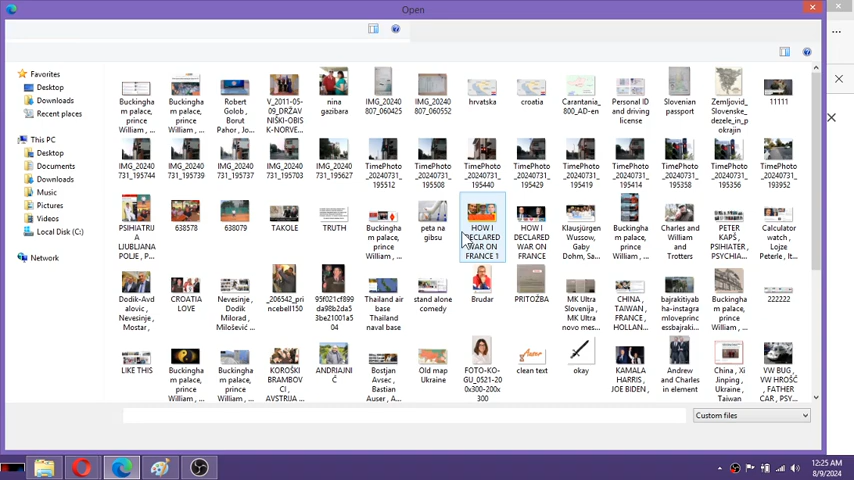 Open
Favorites
Desktop
Downloads
Recent places
This PC
Desktop
Documents
Downloads
Music
Pictures
Videos
Local Disk (C:)
Network
Buckingha
m palace,
prince
William , ...
Buckingha
m palace,
prince
William , ...
Robert
Golob ,
Borut
Pahor , Jo...
V_2011-05-
09_DRŽAV
NIŠKI-OBIS
K-NORVE...
nina
gazibara
IMG_20240
807_060425
IMG_20240
807_060552
hrvatska
croatia
Carantania_
800_AD-en
Personal ID
and driving
license
Slovenian
passport
Zemljovid_
Slovenske_
dezele_in_p
okrajin
11111
IMG_20240
731_195744
IMG_20240
731_195739
IMG_20240
731_195737
IMG_20240
731_195703
IMG_20240
731_195627
TimePhoto
_20240731_
195512
TimePhoto
_20240731_
195508
TimePhoto
_20240731_
195440
TimePhoto
_20240731_
195429
TimePhoto
_20240731_
195419
TimePhoto
_20240731_
195414
TimePhoto
_20240731_
195358
TimePhoto
_20240731_
195356
TimePhoto
_20240731_
193952
PSIHIATRIJ
A
LJUBLJANA
POLJE , P...
638578
638079
TAKOLE
TRUTH
Buckingha
m palace,
prince
William , ...
peta na
gibsu
HOW I
DECLARED
WAR ON
FRANCE 1
HOW I
DECLARED
WAR ON
FRANCE
Klausjürgen
Wussow,
Gaby
Dohm, Sa...
Buckingha
m palace,
prince
William , ...
Charles and
William
and
Trotters
PETER
KAPŠ ,
PSIHIATER ,
PSYCHIA...
Calculator
watch ,
Lojze
Peterle , It...
Dodik-Avd
alovic ,
Nevesinje ,
Mostar, ...
CROATIA
LOVE
Nevesinje ,
Dodik
Milorad ,
Milošević ...
_206542_pri
ncebell150
95f021cf899
da98b2da5
3be21001a5
04
Thailand air
base
Thailand
naval base
stand alone
comedy
Brudar
PRITOŽBA
MK Ultra
Slovenija ,
MK Ultra
novo mes...
CHINA ,
TAIWAN ,
FRANCE ,
HOLLAN...
bajrakitiyab
ha-instagra
mloveprinc
essbajraki...
Buckingha
m palace,
prince
William , ...
222222
LIKE THIS
Buckingha
m palace,
prince
William , ...
Buckingha
m palace,
prince
William , ...
KOROŠKI
BRAMBOV
CI ,
AVSTRIJA ...
ANDRIAJNI
Č
Bostjan
Avsec ,
Bastian
Auser , A...
Old map
Ukraine
FOTO-KO-
GU_0521-20
0x300-200x
300
clean text
okay
KAMALA
HARRIS ,
JOE BIDEN,
Andrew
and Charles
in element
China , Xi
Jinping ,
Ukraine ,
Taiwan
VW BUG ,
VW HROŠČ
, FATHER
CAR , PSY...
Custom files
12:25 AM
8/9/2024